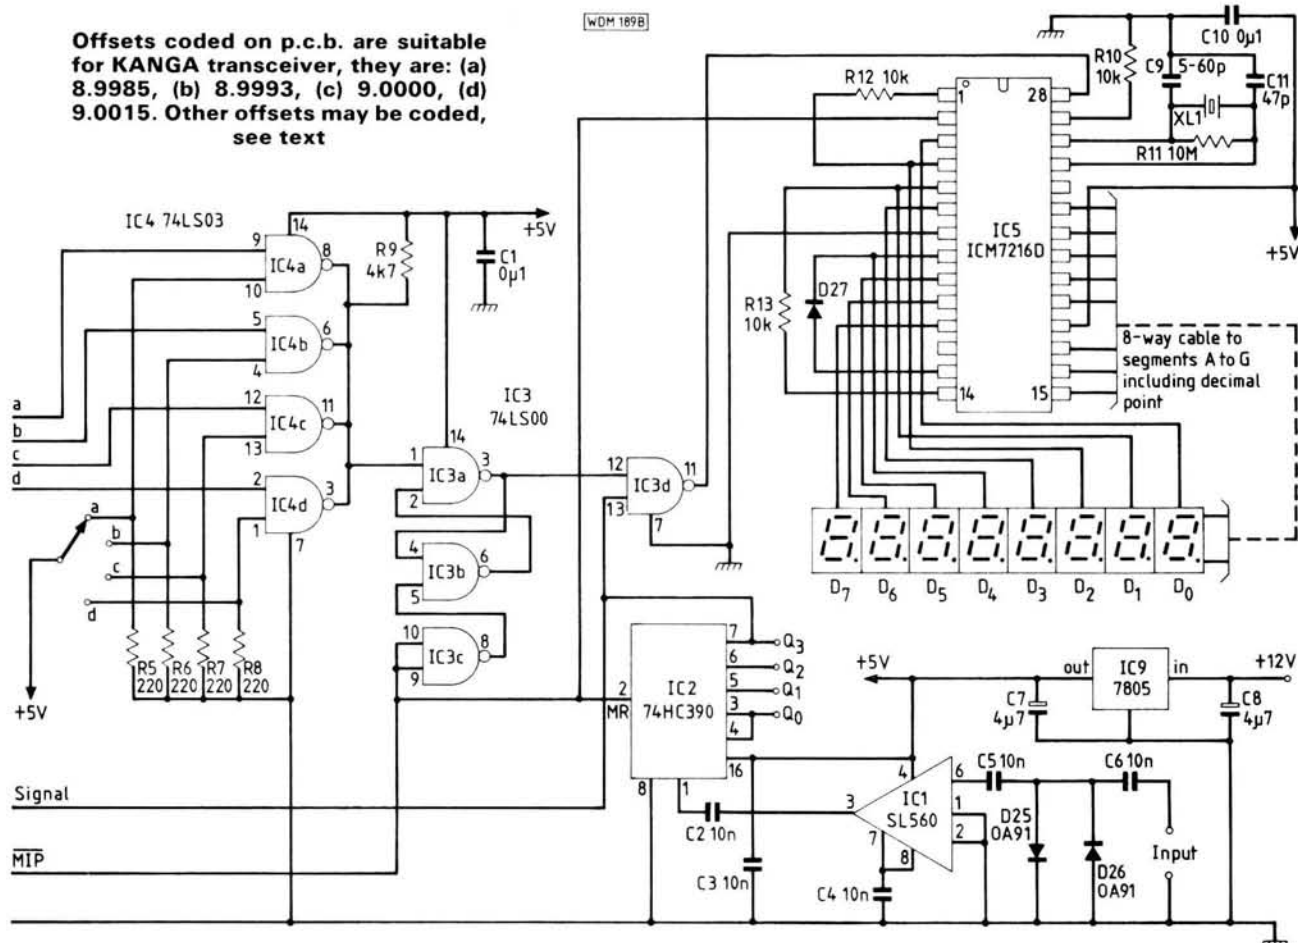 WDM 189B
Offsets coded on p.c.b. are suitable
for KANGA transceiver, they are: (a)
8.9985, (b) 8.9993, (c) 9.0000, (d)
9.0015. Other offsets may be coded,
see text
C10 0µ1
R10
10k
C9
5-60p
C11
47p
XL1
R11 10M
R12 10k
1
28
IC5
ICM7216D
14
15
+5V
D27
R13
10k
8-way cable to
segments A to G
including decimal
point
IC4 74LS03
14
+5V
9
8
IC4a
10
R9
4k7
C1
0µ1
5
6
IC4b
4
12
11
IC4c
13
2
3
IC4d
1
7
a
b
c
d
a
b
c
d
R5
220
R6
220
R7
220
R8
220
+5V
IC3
74LS00
14
1
3
IC3a
2
4
6
IC3b
5
10
8
IC3c
9
12
11
IC3d
13
7
D7
D6
D5
D4
D3
D2
D1
D0
2
MR
IC2
74HC390
7
6
5
3
4
16
8
1
Q3
Q2
Q1
Q0
+5V
out
IC9
7805
in
+12V
C7
4µ7
C8
4µ7
C2 10n
C3 10n
C4 10n
3
4
6
1
2
7
8
IC1
SL560
C5 10n
C6 10n
D25
OA91
D26
OA91
Input
Signal
MIP